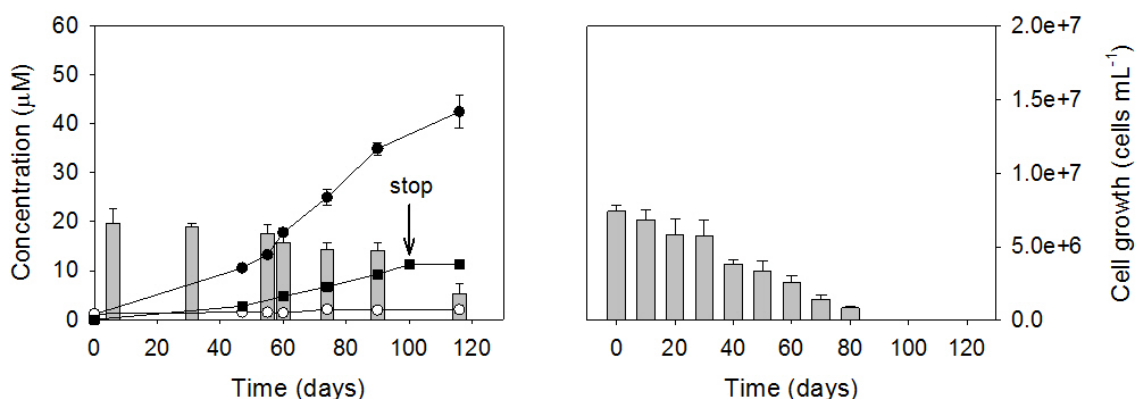 60
50
40
30
20
10
0
Concentration (μM)
stop
0 20 40 60 80 100 120
Time (days)
2.0e+7
1.5e+7
1.0e+7
5.0e+6
0.0
Cell growth (cells mL⁻¹)
0 20 40 60 80 100 120
Time (days)